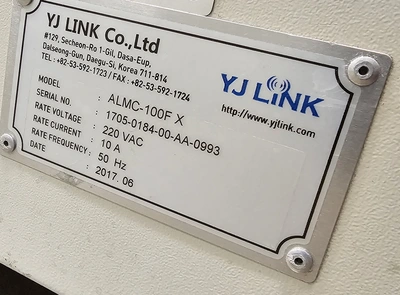 YJ LINK Co.,Ltd
#129, Secheon-Ro 1-Gil, Dasa-Eup,
Dalseong-Gun, Daegu-Si, Korea 711-814
TEL : +82-53-592-1723 / FAX : +82-53-592-1724
YJ LINK
http://www.yjlink.com
MODEL : ALMC-100F X
SERIAL NO. : 1705-0184-00-AA-0993
RATE VOLTAGE : 220 VAC
RATE CURRENT : 10 A
RATE FREQUENCY : 50 Hz
DATE : 2017. 06